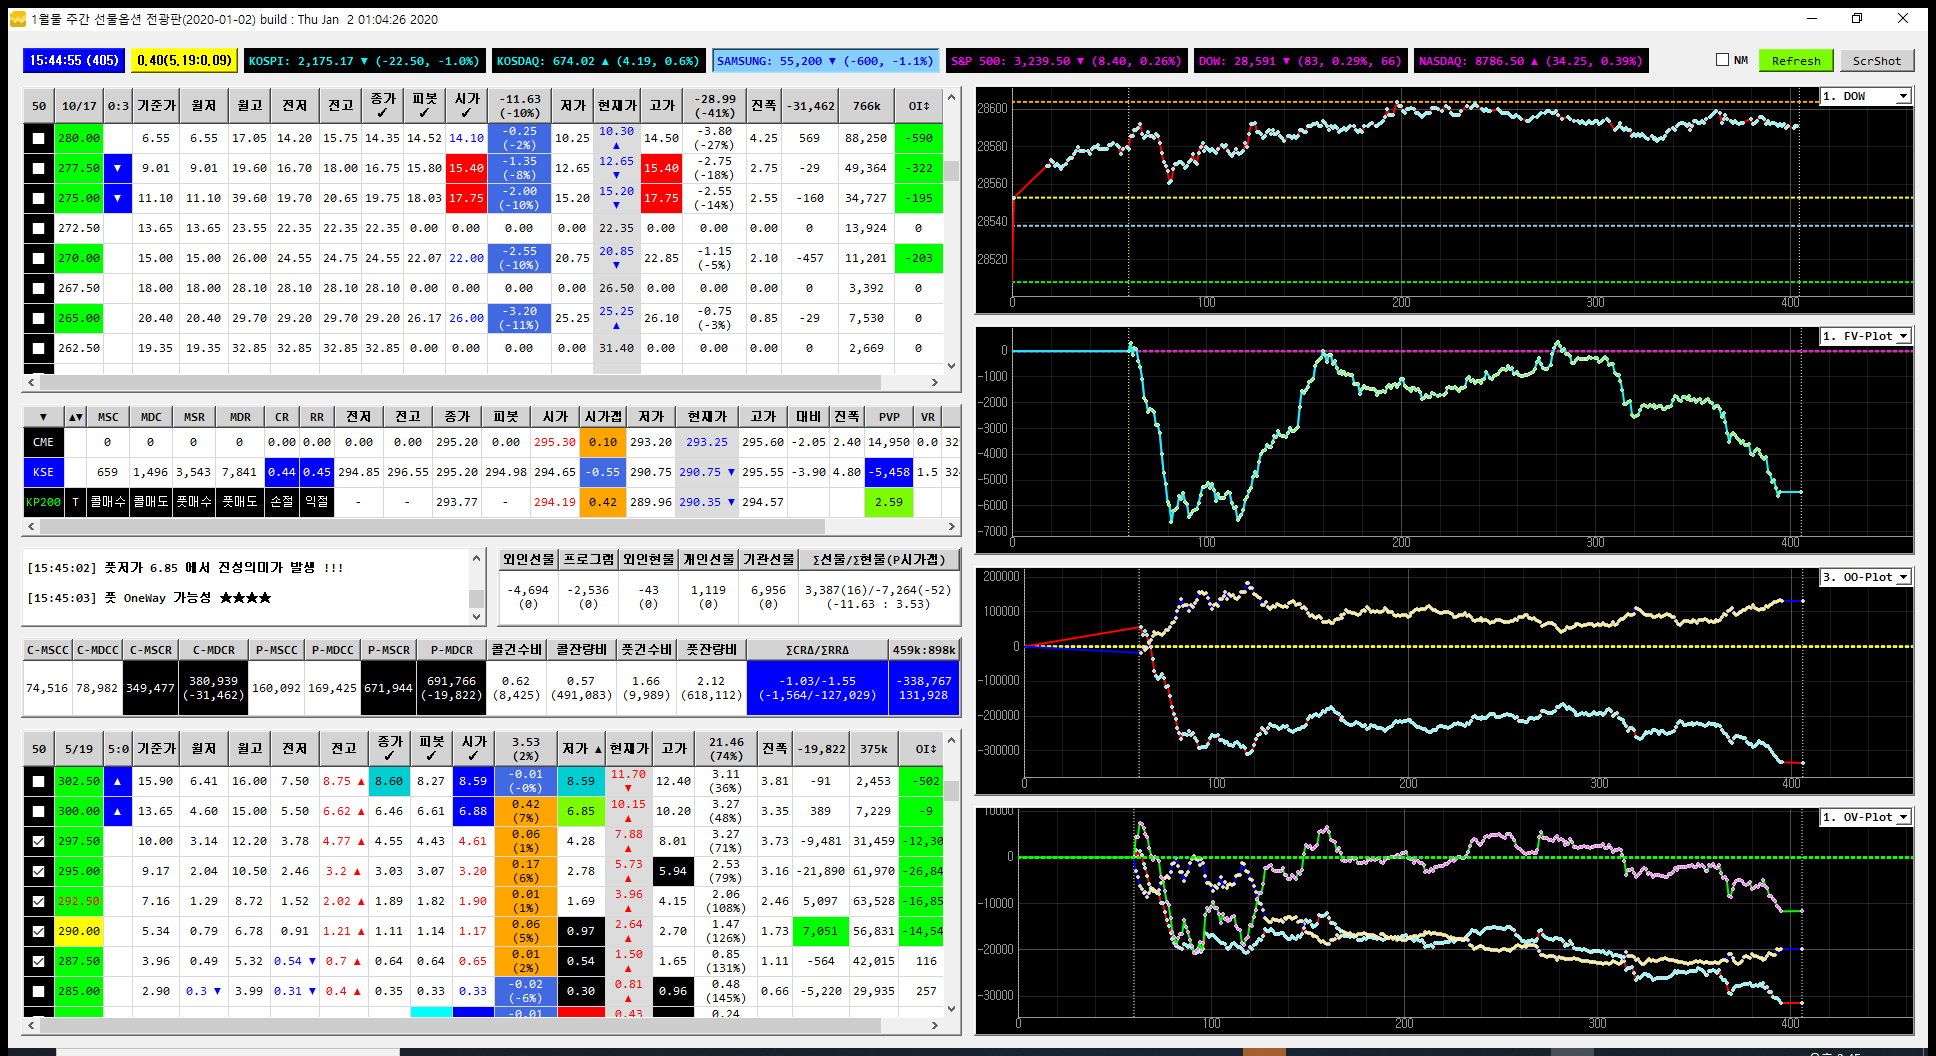 1월물 주간 선물옵션 전광판(2020-01-02) build : Thu Jan  2 01:04:26 2020
15:44:55 (405) 0.40(5.19:0.09) KOSPI: 2,175.17 ▼ (-22.50, -1.0%) KOSDAQ: 674.02 ▲ (4.19, 0.6%) SAMSUNG: 55,200 ▼ (-600, -1.1%) S&P 500: 3,239.50 ▼ (8.40, 0.26%) DOW: 28,591 ▼ (83, 0.29%, 66) NASDAQ: 8786.50 ▲ (34.25, 0.39%) NM Refresh ScrShot
50 10/17 0:3 기준가 월저 월고 전저 전고 종가 ✓ 피봇 ✓ 시가 ✓ -11.63 (-10%) 저가 현재가 고가 -28.99 (-41%) 진폭 -31,462 766k OI↕
280.00 6.55 6.55 17.05 14.20 15.75 14.35 14.52 14.10 -0.25 (-2%) 10.25 10.30 ▲ 14.50 -3.80 (-27%) 4.25 569 88,250 -590
277.50 ▼ 9.01 9.01 19.60 16.70 18.00 16.75 15.80 15.40 -1.35 (-8%) 12.65 12.65 ▼ 15.40 -2.75 (-18%) 2.75 -29 49,364 -322
275.00 ▼ 11.10 11.10 39.60 19.70 20.65 19.75 18.03 17.75 -2.00 (-10%) 15.20 15.20 ▼ 17.75 -2.55 (-14%) 2.55 -160 34,727 -195
272.50 13.65 13.65 23.55 22.35 22.35 22.35 0.00 0.00 0.00 0.00 22.35 0.00 0.00 0.00 0 13,924 0
270.00 15.00 15.00 26.00 24.55 24.75 24.55 22.07 22.00 -2.55 (-10%) 20.75 20.85 ▼ 22.85 -1.15 (-5%) 2.10 -457 11,201 -203
267.50 18.00 18.00 28.10 28.10 28.10 28.10 0.00 0.00 0.00 0.00 26.50 0.00 0.00 0.00 0 3,392 0
265.00 20.40 20.40 29.70 29.20 29.70 29.20 26.17 26.00 -3.20 (-11%) 25.25 25.25 ▲ 26.10 -0.75 (-3%) 0.85 -29 7,530 0
262.50 19.35 19.35 32.85 32.85 32.85 32.85 0.00 0.00 0.00 0.00 31.40 0.00 0.00 0.00 0 2,669 0
▼ ▲▼ MSC MDC MSR MDR CR RR 전저 전고 종가 피봇 시가 시가갭 저가 현재가 고가 대비 진폭 PVP VR
CME 0 0 0 0 0.00 0.00 0.00 0.00 295.20 0.00 295.30 0.10 293.20 293.25 295.60 -2.05 2.40 14,950 0.0
KSE 659 1,496 3,543 7,841 0.44 0.45 294.85 296.55 295.20 294.98 294.65 -0.55 290.75 290.75 ▼ 295.55 -3.90 4.80 -5,458 1.5
KP200 T 콜매수 콜매도 풋매수 풋매도 손절 익절 - - 293.77 - 294.19 0.42 289.96 290.35 ▼ 294.57 2.59
[15:45:02] 풋저가 6.85 에서 진성의미가 발생 !!!
[15:45:03] 풋 OneWay 가능성 ★★★★
외인선물 프로그램 외인현물 개인선물 기관선물 Σ선물/Σ현물(P시가갭)
-4,694 (0) -2,536 (0) -43 (0) 1,119 (0) 6,956 (0) 3,387(16)/-7,264(-52) (-11.63 : 3.53)
C-MSCC C-MDCC C-MSCR C-MDCR P-MSCC P-MDCC P-MSCR P-MDCR 콜건수비 콜잔량비 풋건수비 풋잔량비 ΣCRΔ/ΣRRΔ 459k:898k
74,516 78,982 349,477 380,939 (-31,462) 160,092 169,425 671,944 691,766 (-19,822) 0.62 (8,425) 0.57 (491,083) 1.66 (9,989) 2.12 (618,112) -1.03/-1.55 (-1,564/-127,029) -338,767 131,928
50 5/19 5:0 기준가 월저 월고 전저 전고 종가 ✓ 피봇 ✓ 시가 ✓ 3.53 (2%) 저가 ▲ 현재가 고가 21.46 (74%) 진폭 -19,822 375k OI↕
302.50 ▲ 15.90 6.41 16.00 7.50 8.75 ▲ 8.60 8.27 8.59 -0.01 (-0%) 8.59 11.70 ▼ 12.40 3.11 (36%) 3.81 -91 2,453 -502
300.00 ▲ 13.65 4.60 15.00 5.50 6.62 ▲ 6.46 6.61 6.88 0.42 (7%) 6.85 10.15 ▲ 10.20 3.27 (48%) 3.35 389 7,229 -9
297.50 10.00 3.14 12.20 3.78 4.77 ▲ 4.55 4.43 4.61 0.06 (1%) 4.28 7.88 ▲ 8.01 3.27 (71%) 3.73 -9,481 31,459 -12,30
295.00 9.17 2.04 10.50 2.46 3.2 ▲ 3.03 3.07 3.20 0.17 (6%) 2.78 5.73 ▲ 5.94 2.53 (79%) 3.16 -21,890 61,970 -26,84
292.50 7.16 1.29 8.72 1.52 2.02 ▲ 1.89 1.82 1.90 0.01 (1%) 1.69 3.96 ▲ 4.15 2.06 (108%) 2.46 5,097 63,528 -16,85
290.00 5.34 0.79 6.78 0.91 1.21 ▲ 1.11 1.14 1.17 0.06 (5%) 0.97 2.64 ▲ 2.70 1.47 (126%) 1.73 7,051 56,831 -14,54
287.50 3.96 0.49 5.32 0.54 ▼ 0.7 ▲ 0.64 0.64 0.65 0.01 (2%) 0.54 1.50 ▲ 1.65 0.85 (131%) 1.11 -564 42,015 116
285.00 2.90 0.3 ▼ 3.99 0.31 ▼ 0.4 ▲ 0.35 0.33 0.33 -0.02 (-6%) 0.30 0.81 ▲ 0.96 0.48 (145%) 0.66 -5,220 29,935 257
-0.01 0.43 0.24
1. DOW
28600
28580
28560
28540
28520
0 100 200 300 400
1. FV-Plot
0
-1000
-2000
-3000
-4000
-5000
-6000
-7000
0 100 200 300 400
3. OO-Plot
200000
100000
0
-100000
-200000
-300000
0 100 200 300 400
1. OV-Plot
10000
0
-10000
-20000
-30000
0 100 200 300 400